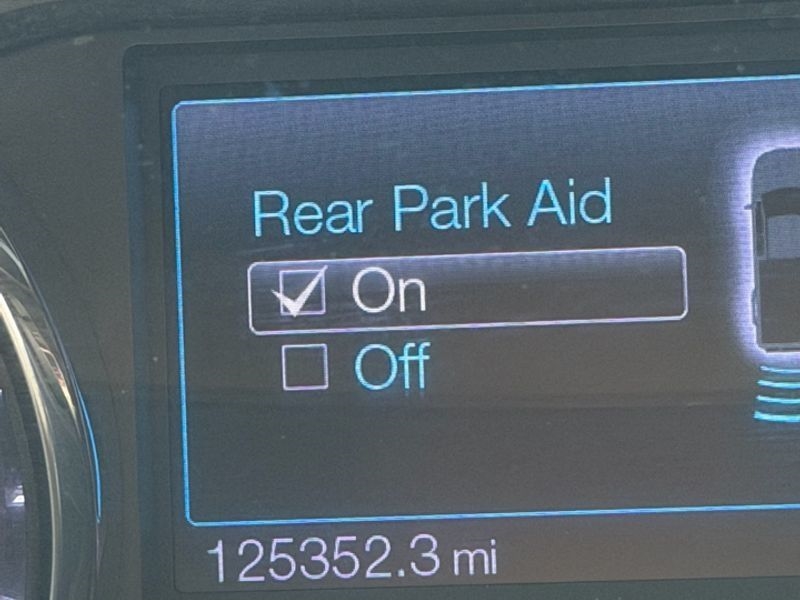 Rear Park Aid
On
Off
125352.3 mi